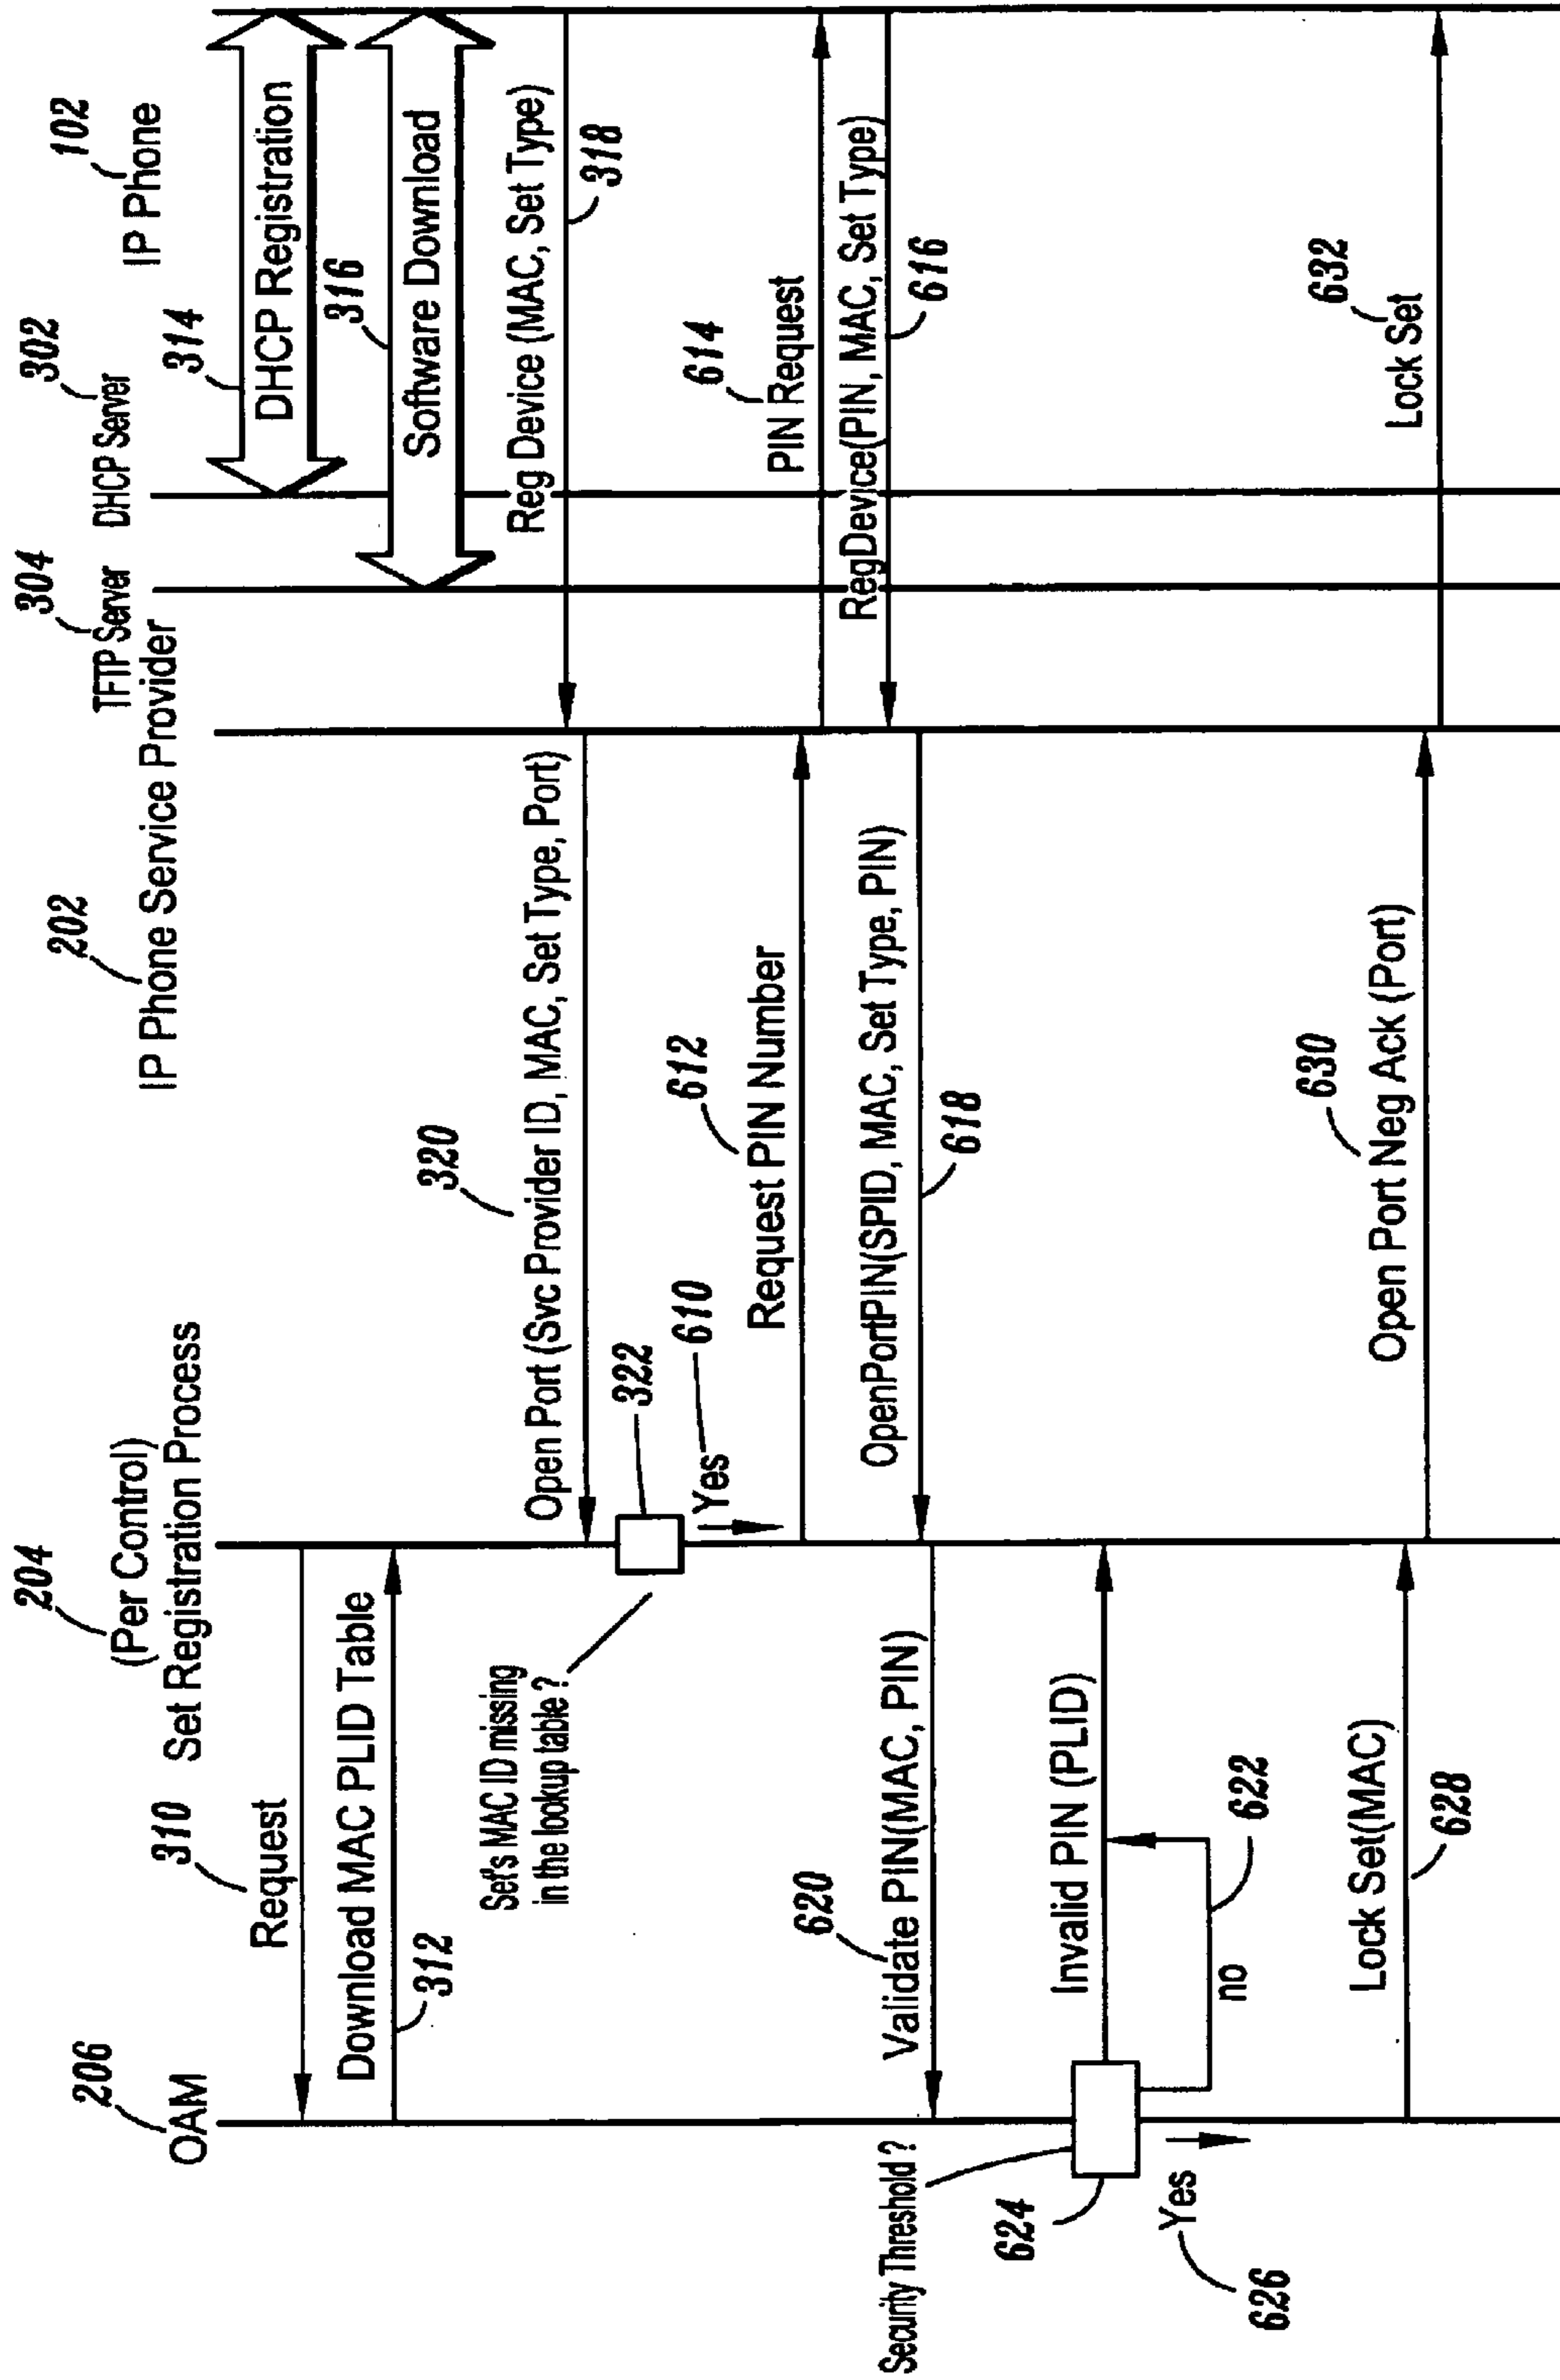 206
OAM
204
(Per Control)
Set Registration Process
202
IP Phone Service Provider
304
TFTP Server
302
DHCP Server
102
IP Phone
310
Request
Download MAC PLID Table
312
314
DHCP Registration
316
Software Download
Reg Device (MAC, Set Type)
318
320
Open Port (Svc Provider ID, MAC, Set Type, Port)
Set's MAC ID missing
in the lookup table?
322
Yes
610
612
Request PIN Number
614
PIN Request
RegDevice(PIN, MAC, Set Type)
616
OpenPortPIN(SPID, MAC, Set Type, PIN)
618
620
Validate PIN(MAC, PIN)
Security Threshold?
624
Invalid PIN (PLID)
no
622
Yes
626
Lock Set(MAC)
628
630
Open Port Neg Ack (Port)
632
Lock Set